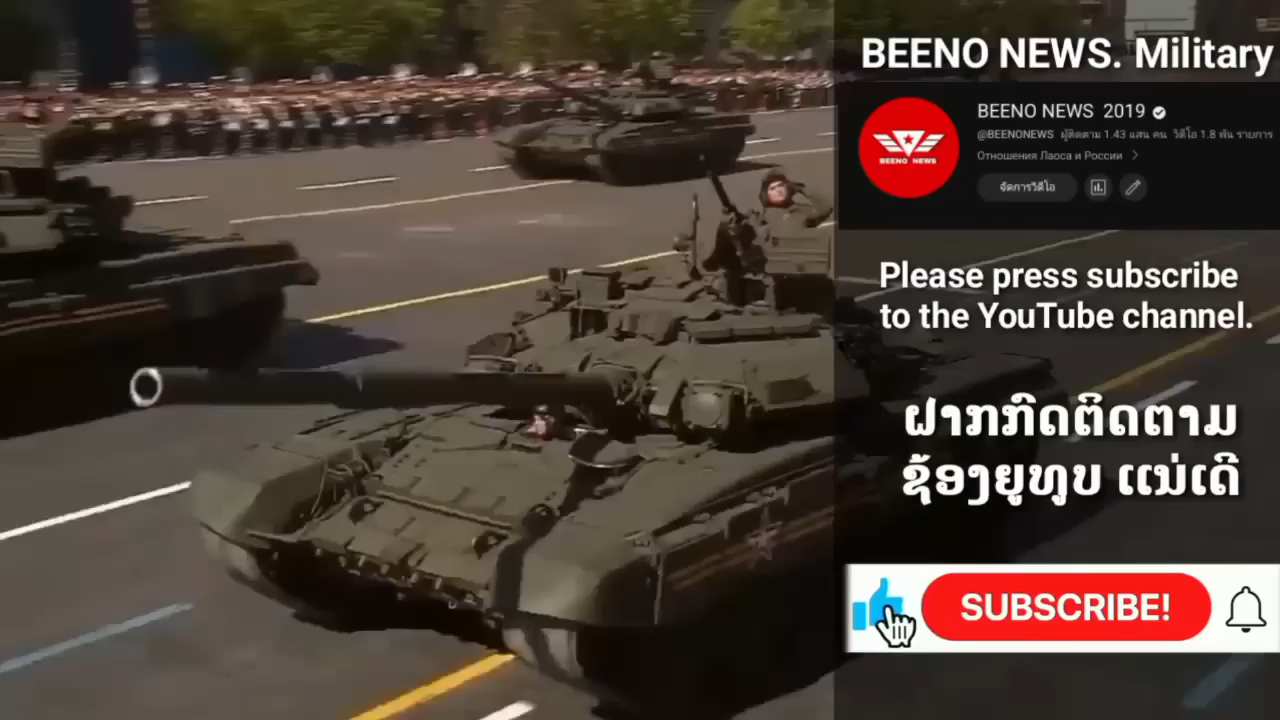 BEENO NEWS. Military
BEENO NEWS
BEENO NEWS 2019
@BEENONEWS ผู้ติดตาม 1.43 แสน คน วิดีโอ 1.8 พัน รายการ
Отношения Лаоса и России
จัดการวิดีโอ
Please press subscribe
to the YouTube channel.
ຝາກກົດຕິດຕາມ
ຊ້ອງຍູທູບ ແນ່ເດີ
SUBSCRIBE!